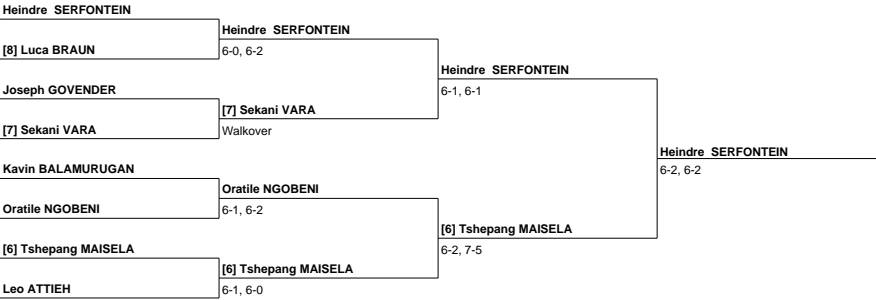 Heindre SERFONTEIN
Heindre SERFONTEIN
[8] Luca BRAUN
6-0, 6-2
Heindre SERFONTEIN
Joseph GOVENDER
6-1, 6-1
[7] Sekani VARA
[7] Sekani VARA
Walkover
Heindre SERFONTEIN
Kavin BALAMURUGAN
6-2, 6-2
Oratile NGOBENI
Oratile NGOBENI
6-1, 6-2
[6] Tshepang MAISELA
[6] Tshepang MAISELA
6-2, 7-5
[6] Tshepang MAISELA
Leo ATTIEH
6-1, 6-0